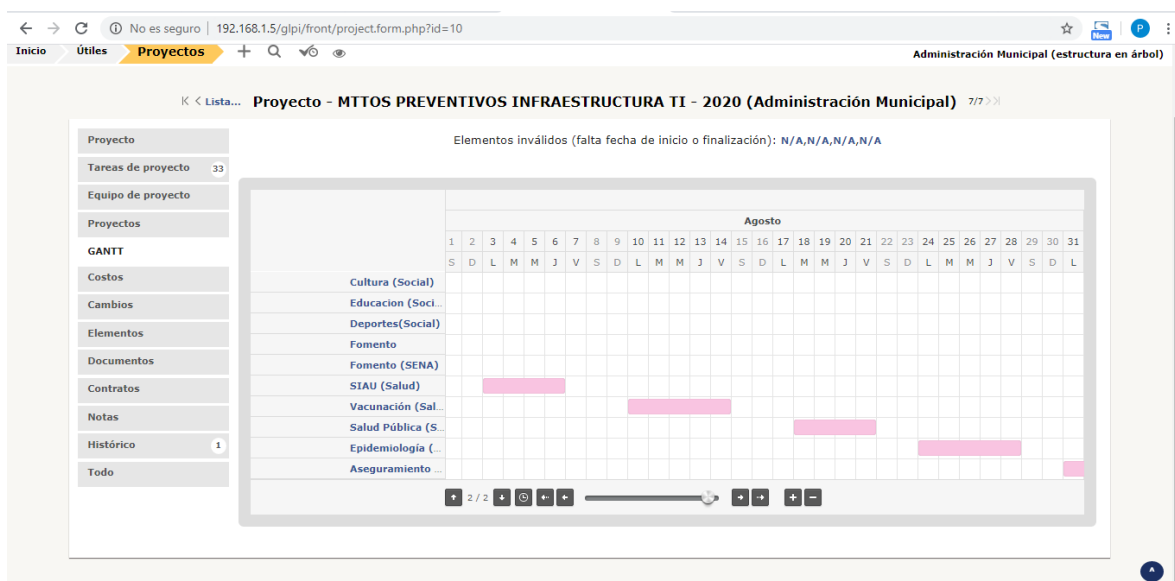 No es seguro | 192.168.1.5/glpi/front/project.form.php?id=10
New
P
Inicio Útiles Proyectos
Administración Municipal (estructura en árbol)
Lista... Proyecto - MTTOS PREVENTIVOS INFRAESTRUCTURA TI - 2020 (Administración Municipal) 7/7
Proyecto
Tareas de proyecto 33
Equipo de proyecto
Proyectos
GANTT
Costos
Cambios
Elementos
Documentos
Contratos
Notas
Histórico 1
Todo
Elementos inválidos (falta fecha de inicio o finalización): N/A,N/A,N/A,N/A
Agosto
1 2 3 4 5 6 7 8 9 10 11 12 13 14 15 16 17 18 19 20 21 22 23 24 25 26 27 28 29 30 31
S D L M M J V S D L M M J V S D L M M J V S D L M M J V S D L
Cultura (Social)
Educacion (Soci...
Deportes(Social)
Fomento
Fomento (SENA)
SIAU (Salud)
Vacunación (Sal...
Salud Pública (S...
Epidemiología (...
Aseguramiento ...
2 / 2